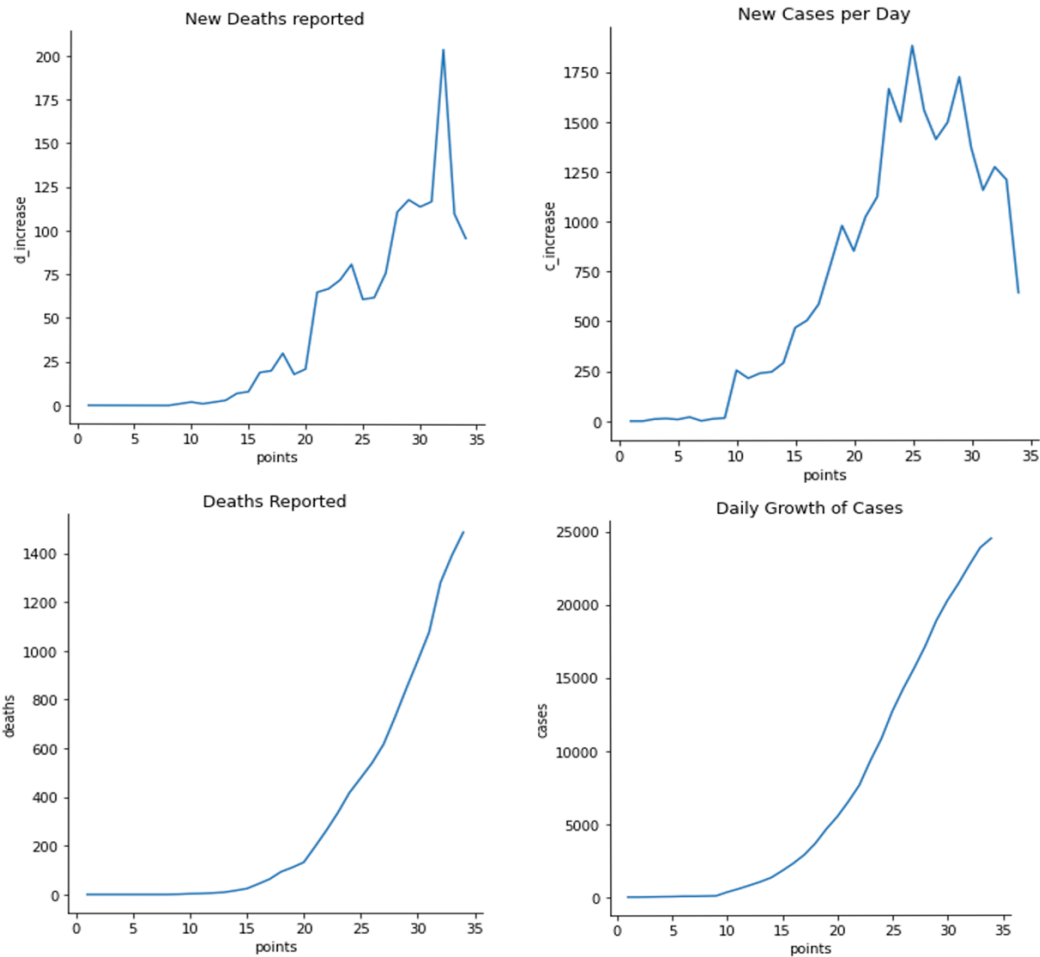 New Deaths reported
d_increase
200
175
150
125
100
75
50
25
0
0 5 10 15 20 25 30 35
points
New Cases per Day
c_increase
1750
1500
1250
1000
750
500
250
0
0 5 10 15 20 25 30 35
points
Deaths Reported
deaths
1400
1200
1000
800
600
400
200
0
0 5 10 15 20 25 30 35
points
Daily Growth of Cases
cases
25000
20000
15000
10000
5000
0
0 5 10 15 20 25 30 35
points